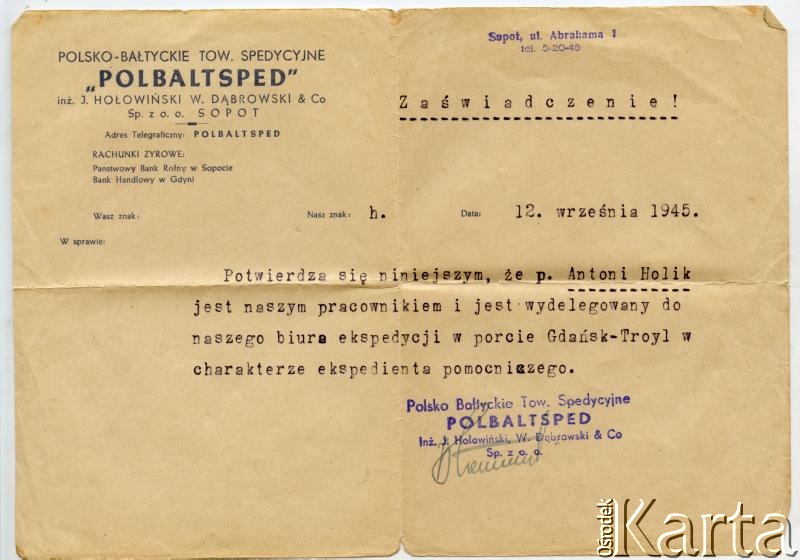 POLSKO-BAŁTYCKIE TOW. SPEDYCYJNE
„POLBALTSPED"
inż. J. HOŁOWIŃSKI W. DĄBROWSKI & Co
Sp. z o. o. SOPOT
Adres Telegraficzny: POLBALTSPED
RACHUNKI ZYROWE:
Panstwowy Bank Rolny w Sopocie
Bank Handlowy w Gdyni
Sopot, ul. Abrahama 1
tel. 5-20-48
Zaświadczenie!
Wasz znak: Nasz znak: h. Data: 12. września 1945.
W sprawie:
Potwierdza się niniejszym, że p. Antoni Holik
jest naszym pracownikiem i jest wydelegowany do
naszego biura ekspedycji w porcie Gdańsk-Troyl w
charakterze ekspedienta pomocniczego.
Polsko Bałtyckie Tow. Spedycyjne
POLBALTSPED
Inż. J. Hołowiński, W. Dąbrowski & Co
Sp. z o. o.
Ośrodek
Karta